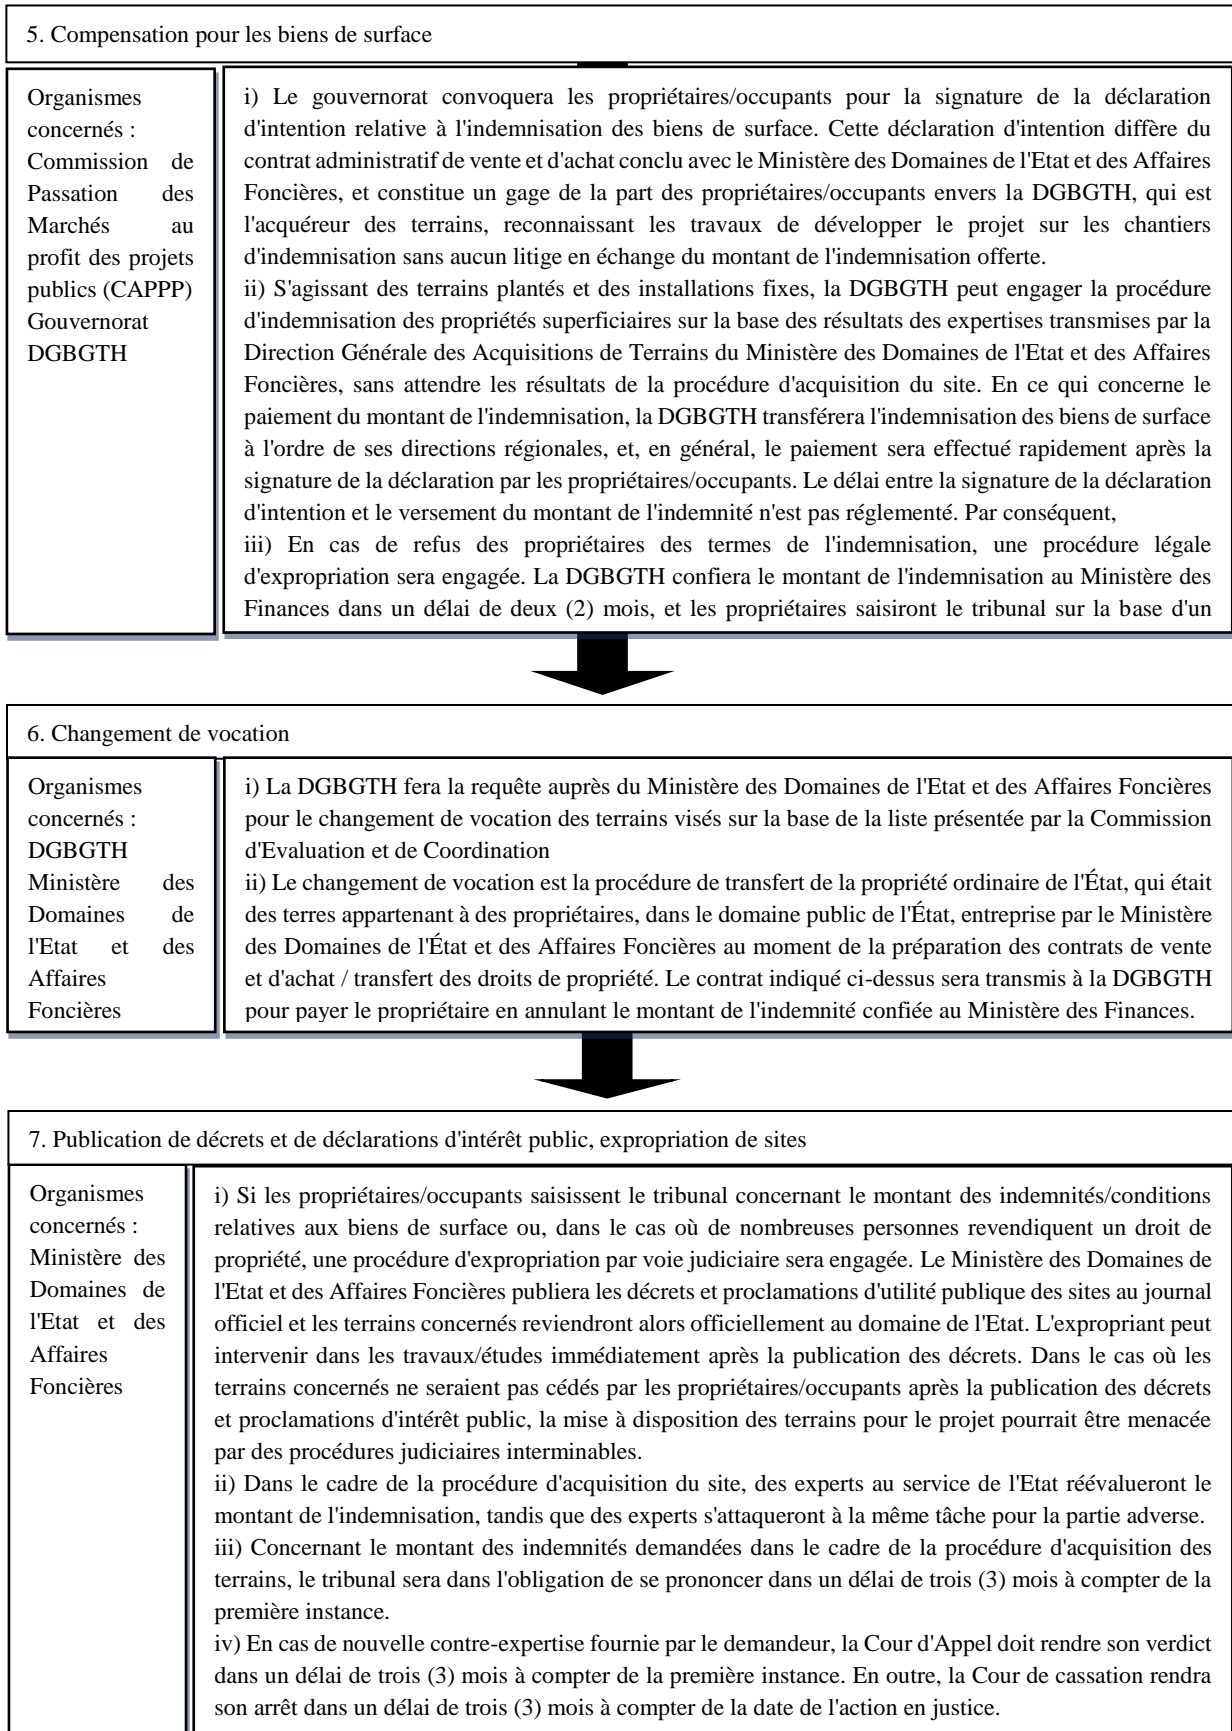 5. Compensation pour les biens de surface
Organismes
concernés :
Commission de
Passation des
Marchés au
profit des projets
publics (CAPPP)
Gouvernorat
DGBGTH
i) Le gouvernorat convoquera les propriétaires/occupants pour la signature de la déclaration
d'intention relative à l'indemnisation des biens de surface. Cette déclaration d'intention diffère du
contrat administratif de vente et d'achat conclu avec le Ministère des Domaines de l'Etat et des Affaires
Foncières, et constitue un gage de la part des propriétaires/occupants envers la DGBGTH, qui est
l'acquéreur des terrains, reconnaissant les travaux de développer le projet sur les chantiers
d'indemnisation sans aucun litige en échange du montant de l'indemnisation offerte.
ii) S'agissant des terrains plantés et des installations fixes, la DGBGTH peut engager la procédure
d'indemnisation des propriétés superficiaires sur la base des résultats des expertises transmises par la
Direction Générale des Acquisitions de Terrains du Ministère des Domaines de l'Etat et des Affaires
Foncières, sans attendre les résultats de la procédure d'acquisition du site. En ce qui concerne le
paiement du montant de l'indemnisation, la DGBGTH transférera l'indemnisation des biens de surface
à l'ordre de ses directions régionales, et, en général, le paiement sera effectué rapidement après la
signature de la déclaration par les propriétaires/occupants. Le délai entre la signature de la déclaration
d'intention et le versement du montant de l'indemnité n'est pas réglementé. Par conséquent,
iii) En cas de refus des propriétaires des termes de l'indemnisation, une procédure légale
d'expropriation sera engagée. La DGBGTH confiera le montant de l'indemnisation au Ministère des
Finances dans un délai de deux (2) mois, et les propriétaires saisiront le tribunal sur la base d'un
6. Changement de vocation
Organismes
concernés :
DGBGTH
Ministère des
Domaines de
l'Etat et des
Affaires
Foncières
i) La DGBGTH fera la requête auprès du Ministère des Domaines de l'Etat et des Affaires Foncières
pour le changement de vocation des terrains visés sur la base de la liste présentée par la Commission
d'Evaluation et de Coordination
ii) Le changement de vocation est la procédure de transfert de la propriété ordinaire de l'État, qui était
des terres appartenant à des propriétaires, dans le domaine public de l'État, entreprise par le Ministère
des Domaines de l'État et des Affaires Foncières au moment de la préparation des contrats de vente
et d'achat / transfert des droits de propriété. Le contrat indiqué ci-dessus sera transmis à la DGBGTH
pour payer le propriétaire en annulant le montant de l'indemnité confiée au Ministère des Finances.
7. Publication de décrets et de déclarations d'intérêt public, expropriation de sites
Organismes
concernés :
Ministère des
Domaines de
l'Etat et des
Affaires
Foncières
i) Si les propriétaires/occupants saisissent le tribunal concernant le montant des indemnités/conditions
relatives aux biens de surface ou, dans le cas où de nombreuses personnes revendiquent un droit de
propriété, une procédure d'expropriation par voie judiciaire sera engagée. Le Ministère des Domaines de
l'Etat et des Affaires Foncières publiera les décrets et proclamations d'utilité publique des sites au journal
officiel et les terrains concernés reviendront alors officiellement au domaine de l'Etat. L'expropriant peut
intervenir dans les travaux/études immédiatement après la publication des décrets. Dans le cas où les
terrains concernés ne seraient pas cédés par les propriétaires/occupants après la publication des décrets
et proclamations d'intérêt public, la mise à disposition des terrains pour le projet pourrait être menacée
par des procédures judiciaires interminables.
ii) Dans le cadre de la procédure d'acquisition du site, des experts au service de l'Etat réévalueront le
montant de l'indemnisation, tandis que des experts s'attaqueront à la même tâche pour la partie adverse.
iii) Concernant le montant des indemnités demandées dans le cadre de la procédure d'acquisition des
terrains, le tribunal sera dans l'obligation de se prononcer dans un délai de trois (3) mois à compter de la
première instance.
iv) En cas de nouvelle contre-expertise fournie par le demandeur, la Cour d'Appel doit rendre son verdict
dans un délai de trois (3) mois à compter de la première instance. En outre, la Cour de cassation rendra
son arrêt dans un délai de trois (3) mois à compter de la date de l'action en justice.